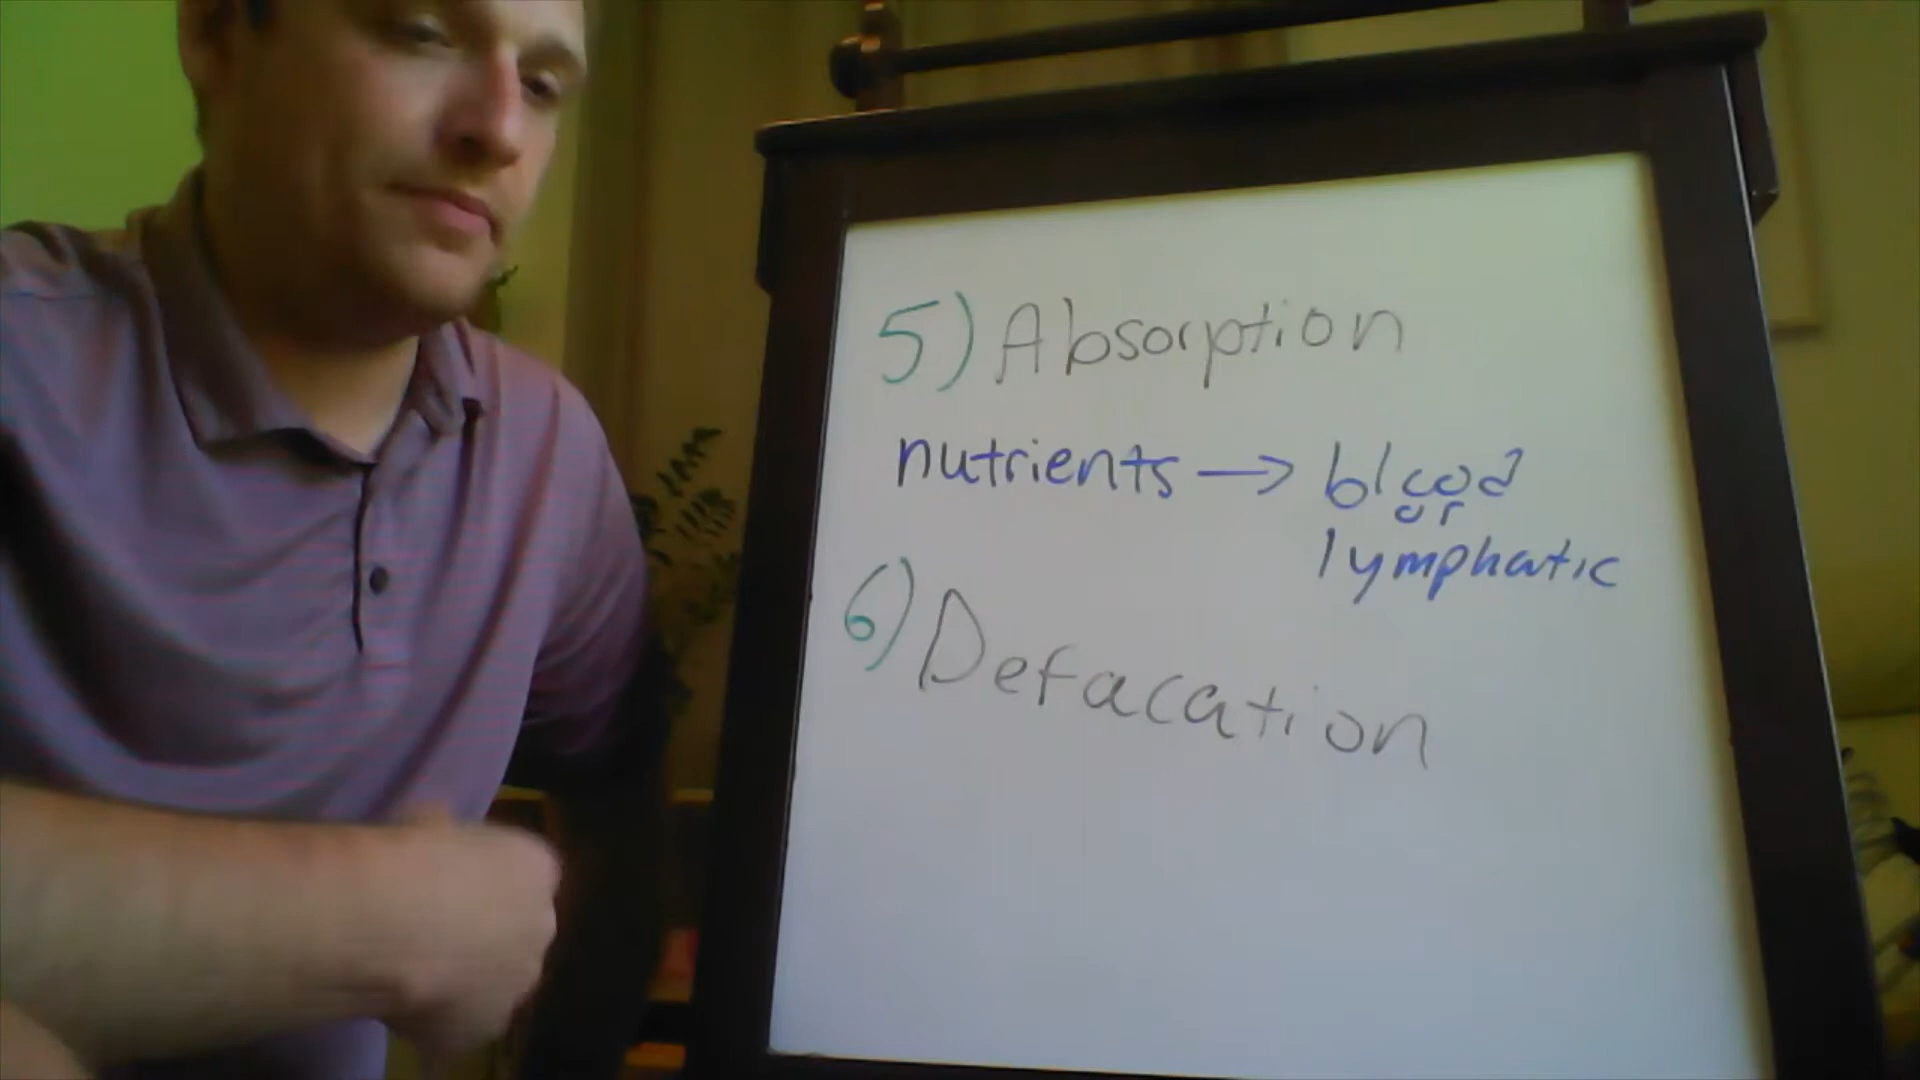 5) Absorption
nutrients → blood
or
lymphatic
6) Defacation